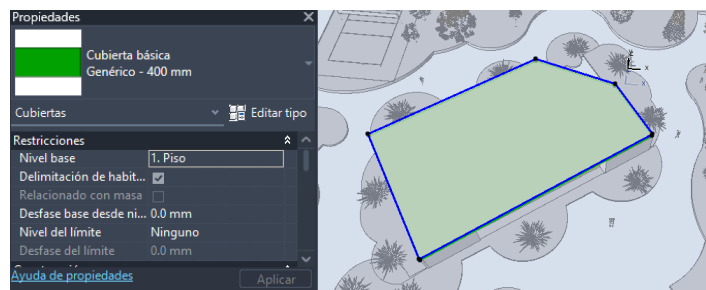 Propiedades
Cubierta básica
Genérico - 400 mm
Cubiertas
Editar tipo
Restricciones
Nivel base 1. Piso
Delimitación de habit...
Relacionado con masa
Desfase base desde ni... 0.0 mm
Nivel del límite Ninguno
Desfase del límite 0.0 mm
Ayuda de propiedades
Aplicar
x